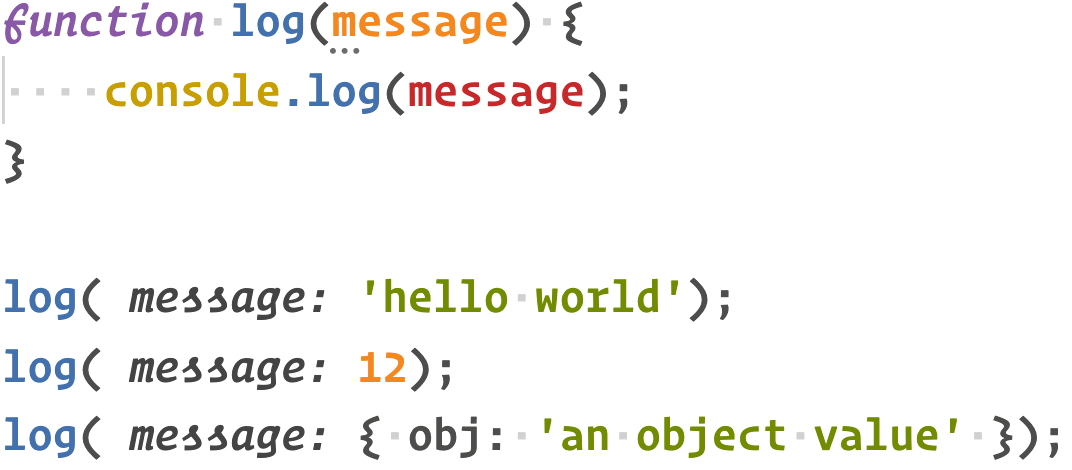 function log(message) {
    console.log(message);
}

log( message: 'hello world');
log( message: 12);
log( message: { obj: 'an object value' });